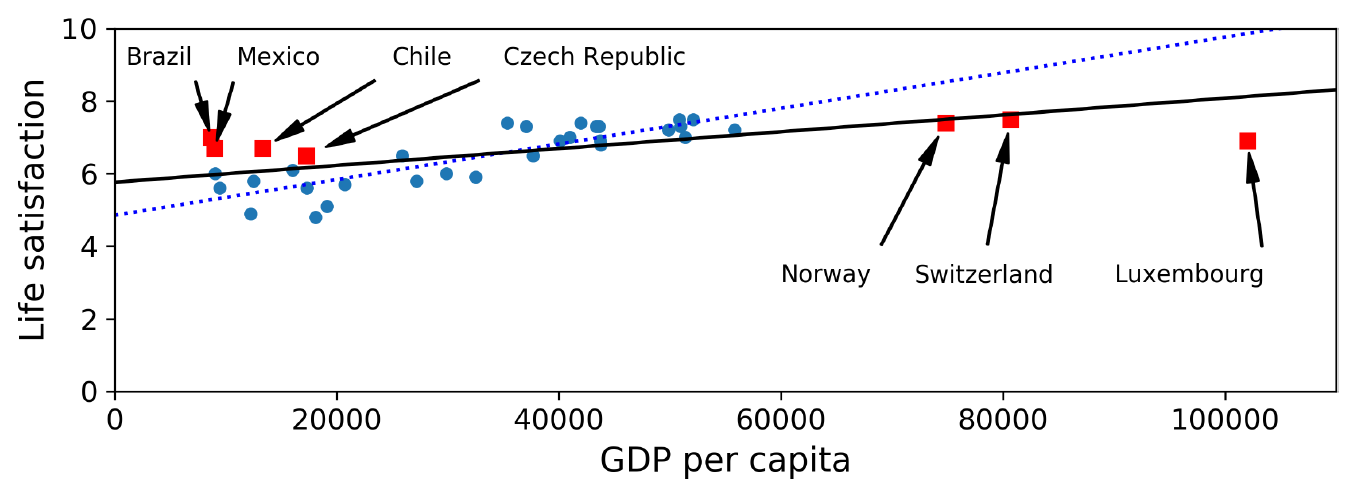 10
Brazil Mexico Chile Czech Republic
8
6
4
Norway Switzerland Luxembourg
2
0
0 20000 40000 60000 80000 100000
GDP per capita
Life satisfaction